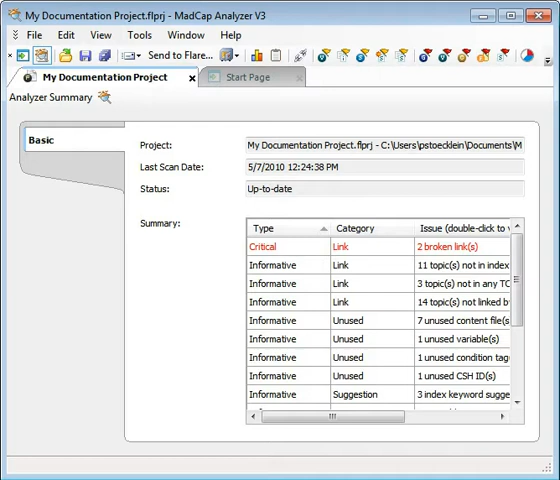 My Documentation Project.flprj - MadCap Analyzer V3
File Edit View Tools Window Help
Send to Flare...
My Documentation Project Start Page
Analyzer Summary
Basic
Project: My Documentation Project.flprj - C:\Users\pstoecklein\Documents\M
Last Scan Date: 5/7/2010 12:24:38 PM
Status: Up-to-date
Summary:
Type Category Issue (double-click to v
Critical Link 2 broken link(s)
Informative Link 11 topic(s) not in index
Informative Link 3 topic(s) not in any TO
Informative Link 14 topic(s) not linked by
Informative Unused 7 unused content file(s)
Informative Unused 1 unused variable(s)
Informative Unused 1 unused condition tag
Informative Unused 1 unused CSH ID(s)
Informative Suggestion 3 index keyword sugge